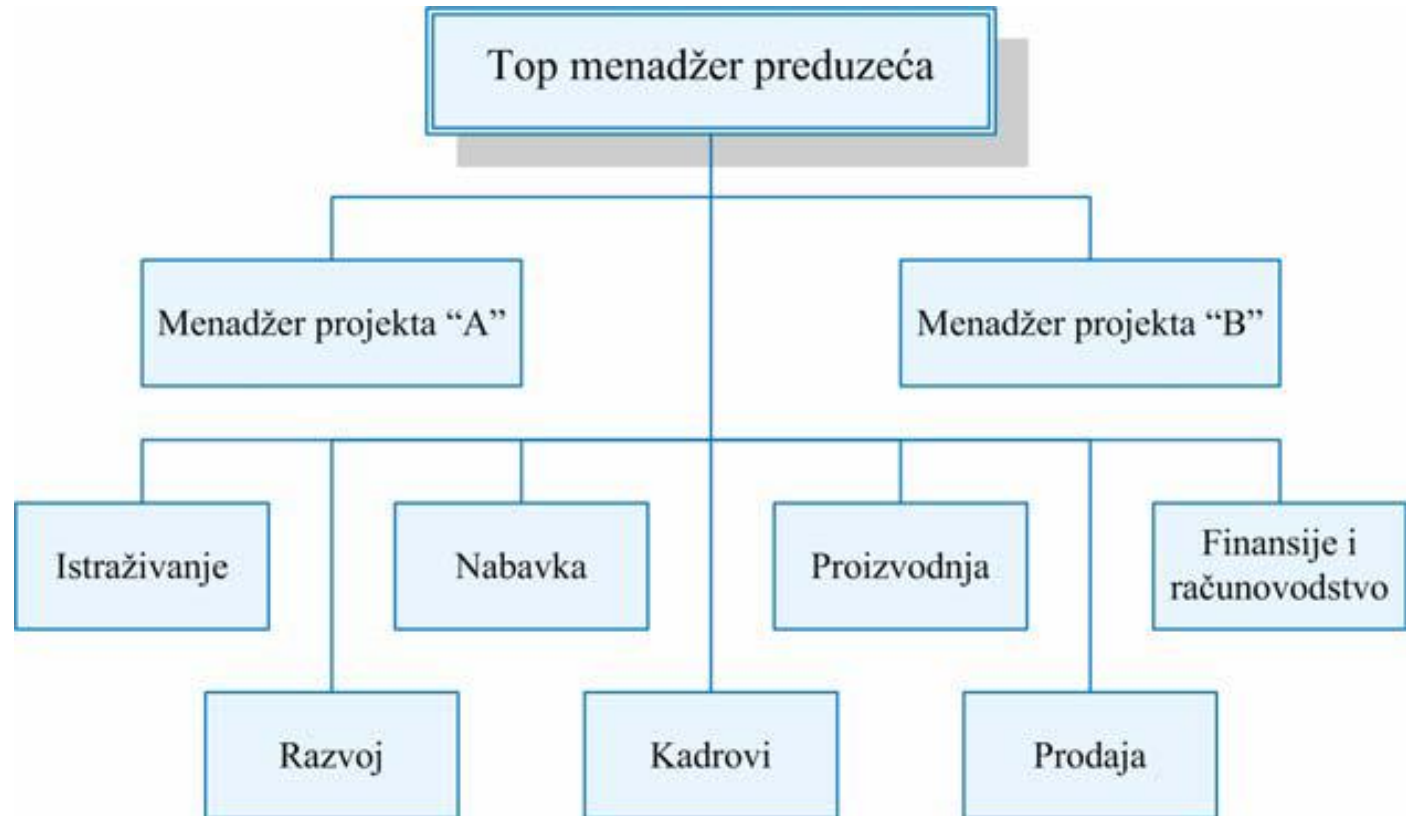 Top menadžer preduzeća
Menadžer projekta “A”
Menadžer projekta “B”
Istraživanje
Nabavka
Proizvodnja
Finansije i
računovodstvo
Razvoj
Kadrovi
Prodaja